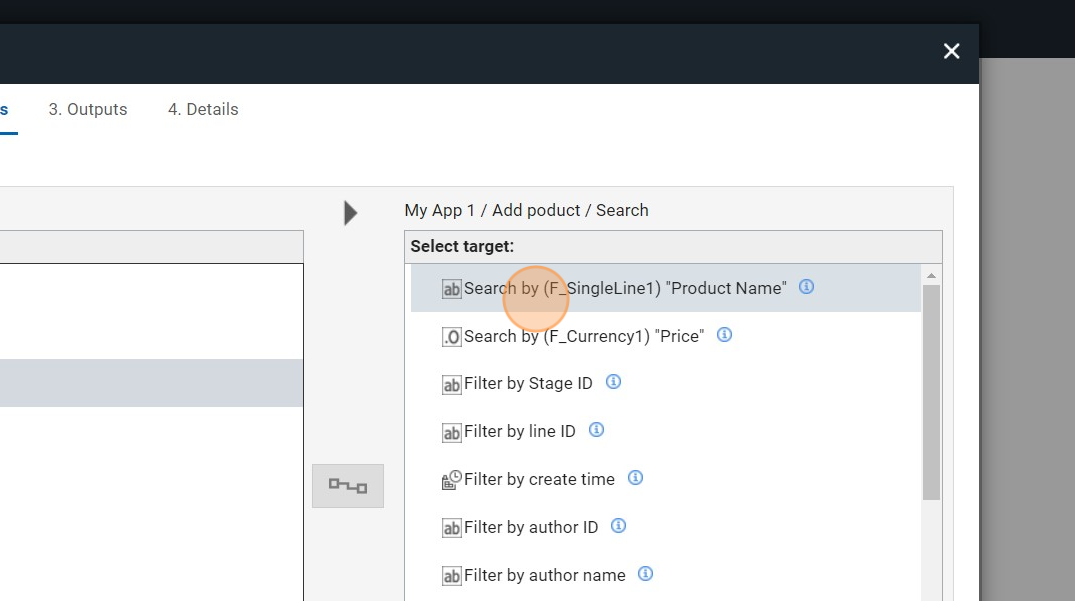 s 3. Outputs 4. Details
My App 1 / Add poduct / Search
Select target:
ab Search by (F_SingleLine1) "Product Name"
.0 Search by (F_Currency1) "Price"
ab Filter by Stage ID
ab Filter by line ID
Filter by create time
ab Filter by author ID
ab Filter by author name